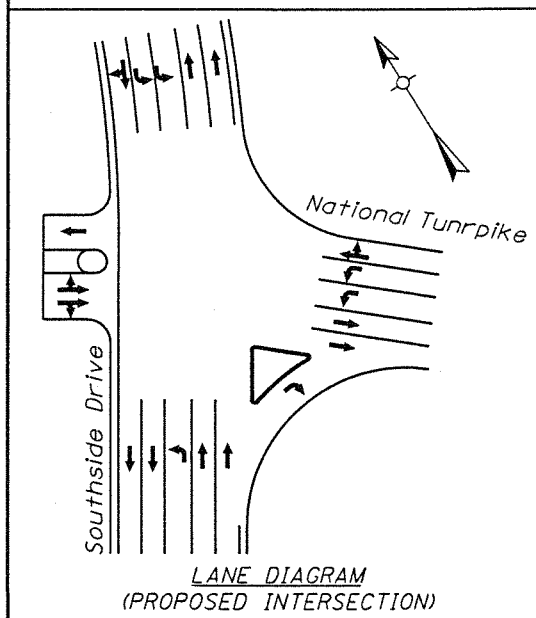 National Tunrpike
Southside Drive
LANE DIAGRAM
(PROPOSED INTERSECTION)